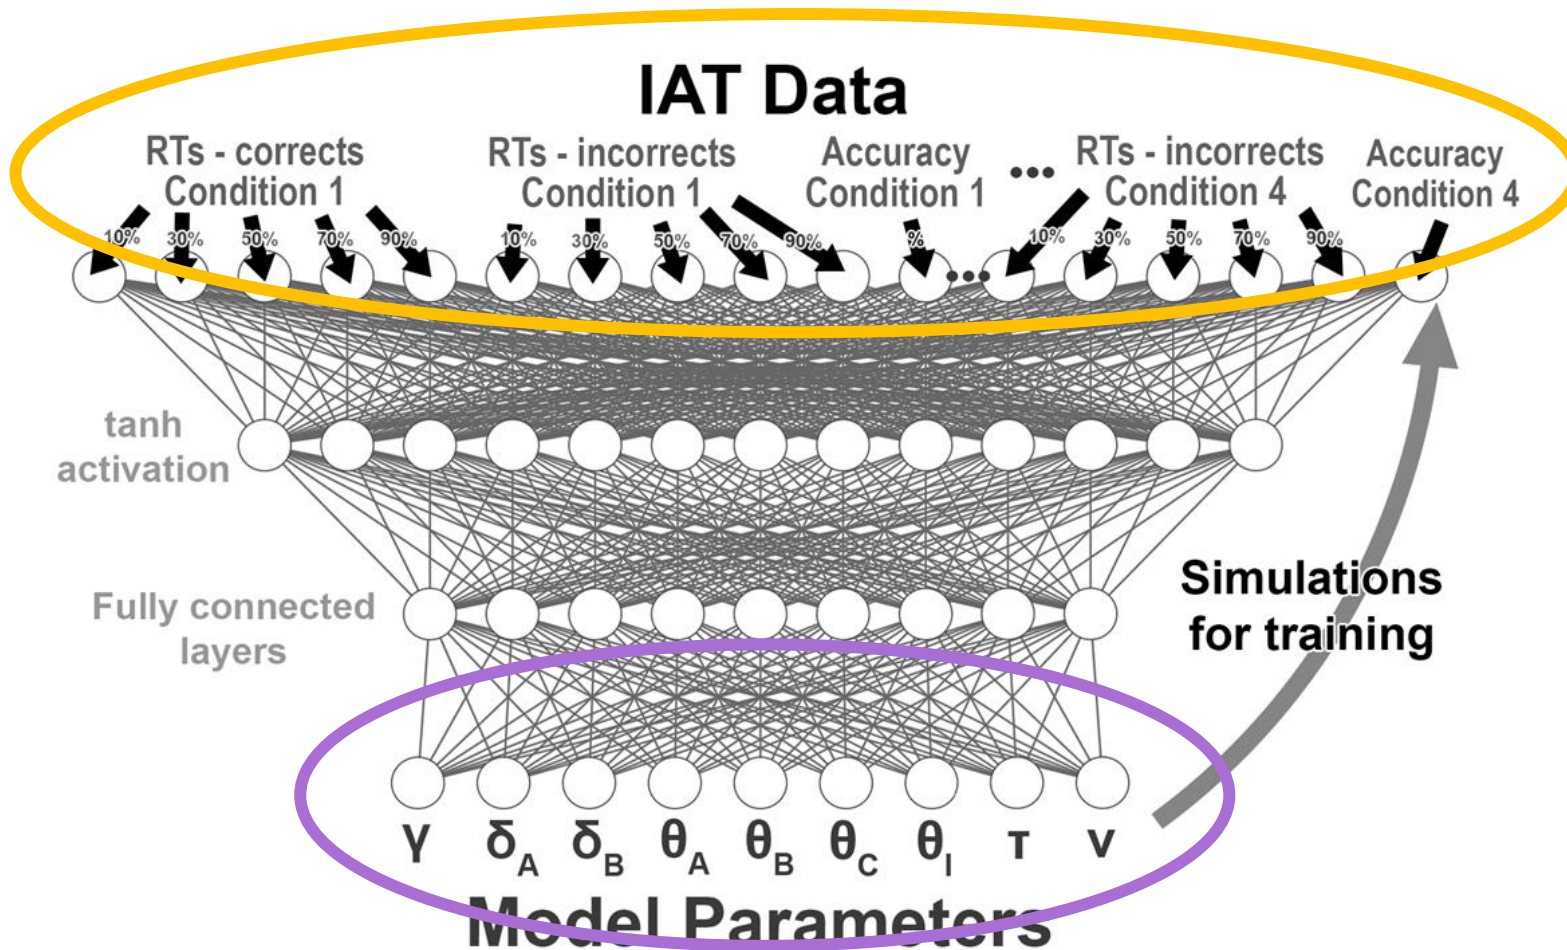 IAT Data
RTs - corrects
Condition 1
RTs - incorrects
Condition 1
Accuracy
Condition 1
...
RTs - incorrects
Condition 4
Accuracy
Condition 4
10% 30% 50% 70% 90% 10% 30% 50% 70% 90% % 10% 30% 50% 70% 90%
...
tanh
activation
Fully connected
layers
Simulations
for training
γ δA δB θA θB θC θI τ ν
Model Parameters